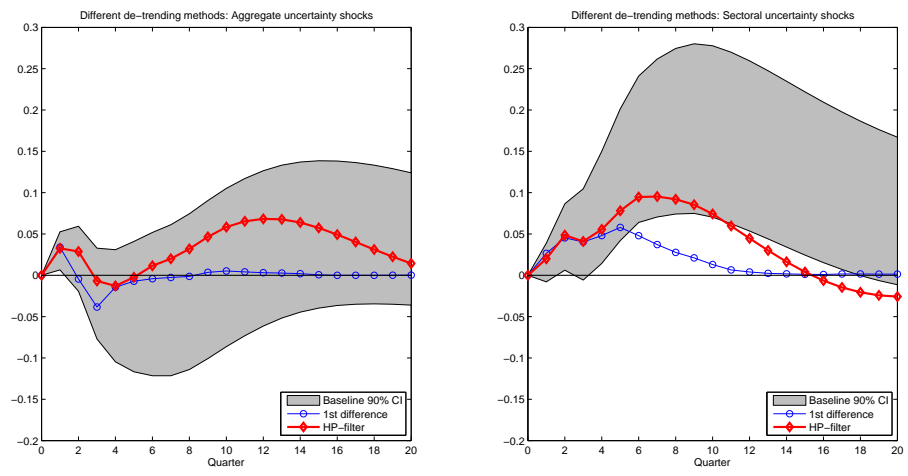 Different de-trending methods: Aggregate uncertainty shocks
0.3
0.25
0.2
0.15
0.1
0.05
0
−0.05
−0.1
−0.15
−0.2
0 2 4 6 8 10 12 14 16 18 20
Quarter
Baseline 90% CI
1st difference
HP−filter
Different de-trending methods: Sectoral uncertainty shocks
0.3
0.25
0.2
0.15
0.1
0.05
0
−0.05
−0.1
−0.15
−0.2
0 2 4 6 8 10 12 14 16 18 20
Quarter
Baseline 90% CI
1st difference
HP−filter